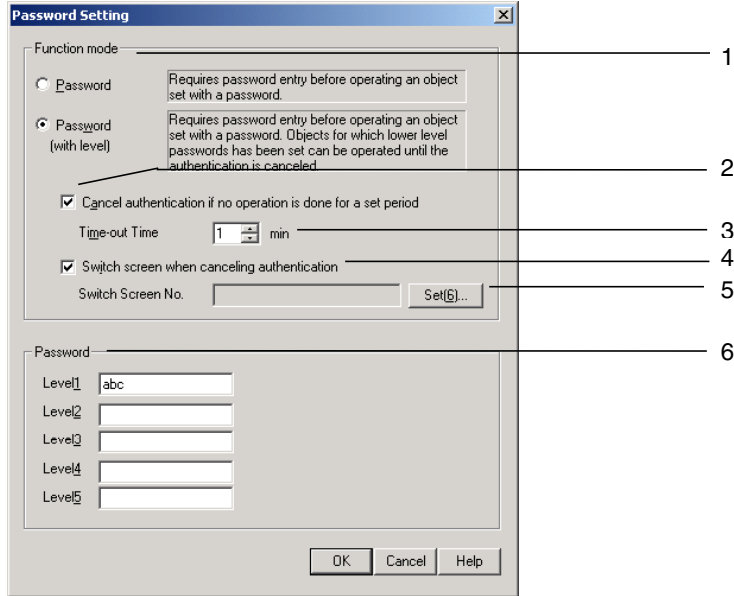 Password Setting
Function mode
1
Password
Requires password entry before operating an object
set with a password.
Password
(with level)
Requires password entry before operating an object
set with a password. Objects for which lower level
passwords has been set can be operated until the
authentication is canceled.
2
Cancel authentication if no operation is done for a set period
Time-out Time
1
min
3
Switch screen when canceling authentication
4
Switch Screen No.
Set(6)...
5
Password
6
Level1
abc
Level2
Level3
Level4
Level5
OK
Cancel
Help